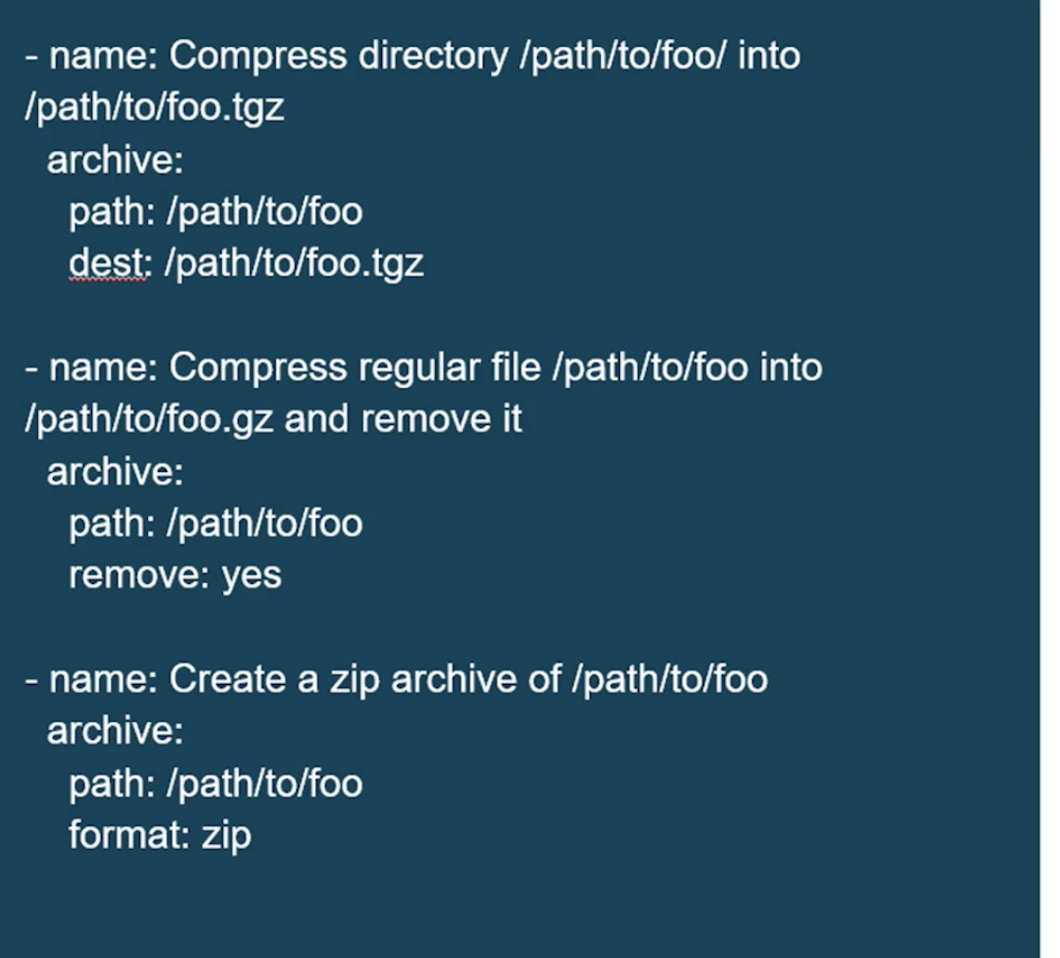 - name: Compress directory /path/to/foo/ into
/path/to/foo.tgz
archive:
path: /path/to/foo
dest: /path/to/foo.tgz
- name: Compress regular file /path/to/foo into
/path/to/foo.gz and remove it
archive:
path: /path/to/foo
remove: yes
- name: Create a zip archive of /path/to/foo
archive:
path: /path/to/foo
format: zip